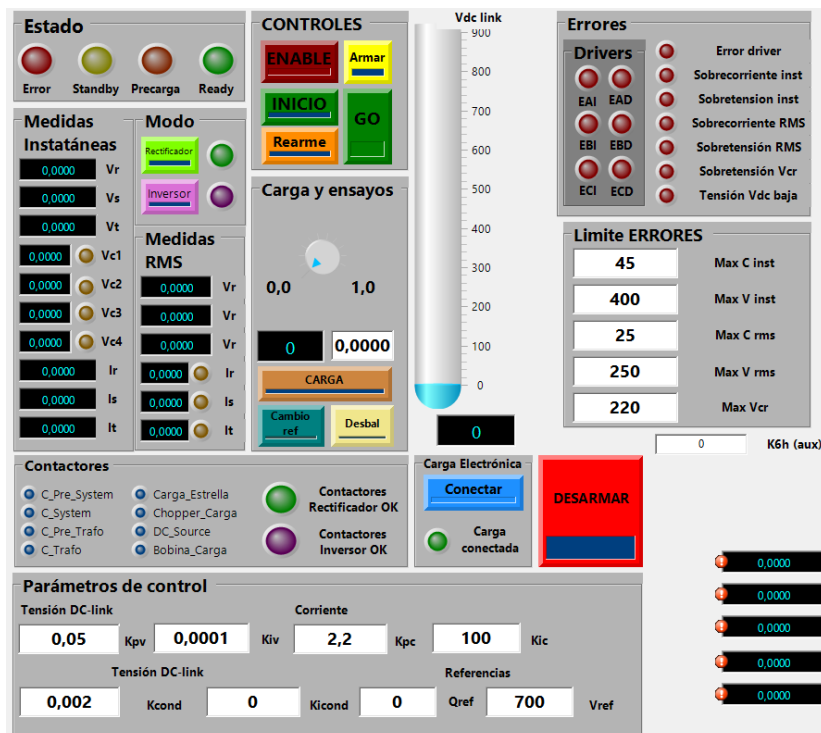 Estado
Error Standby Precarga Ready
Medidas
Instatáneas
0,0000 Vr
0,0000 Vs
0,0000 Vt
0,0000 Vc1
0,0000 Vc2
0,0000 Vc3
0,0000 Vc4
0,0000 Ir
0,0000 Is
0,0000 It
Modo
Rectificador
Inversor
Medidas
RMS
0,0000 Vr
0,0000 Vr
0,0000 Vr
0,0000 Ir
0,0000 Is
0,0000 It
CONTROLES
ENABLE Armar
INICIO GO
Rearme
Carga y ensayos
0,0 1,0
0 0,0000
CARGA
Cambio
ref
Desbal
Vdc link
900
800
700
600
500
400
300
200
100
0
0
Errores
Drivers
EAI EAD
EBI EBD
ECI ECD
Error driver
Sobrecorriente inst
Sobretension inst
Sobrecorriente RMS
Sobretensión RMS
Sobretensión Vcr
Tensión Vdc baja
Limite ERRORES
45 Max C inst
400 Max V inst
25 Max C rms
250 Max V rms
220 Max Vcr
0 K6h (aux)
Contactores
C_Pre_System
C_System
C_Pre_Trafo
C_Trafo
Carga_Estrella
Chopper_Carga
DC_Source
Bobina_Carga
Contactores
Rectificador OK
Contactores
Inversor OK
Carga Electrónica
Conectar
Carga
conectada
DESARMAR
0,0000
0,0000
0,0000
0,0000
0,0000
Parámetros de control
Tensión DC-link Corriente
0,05 Kpv 0,0001 Kiv 2,2 Kpc 100 Kic
Tensión DC-link Referencias
0,002 Kcond 0 Kicond 0 Qref 700 Vref